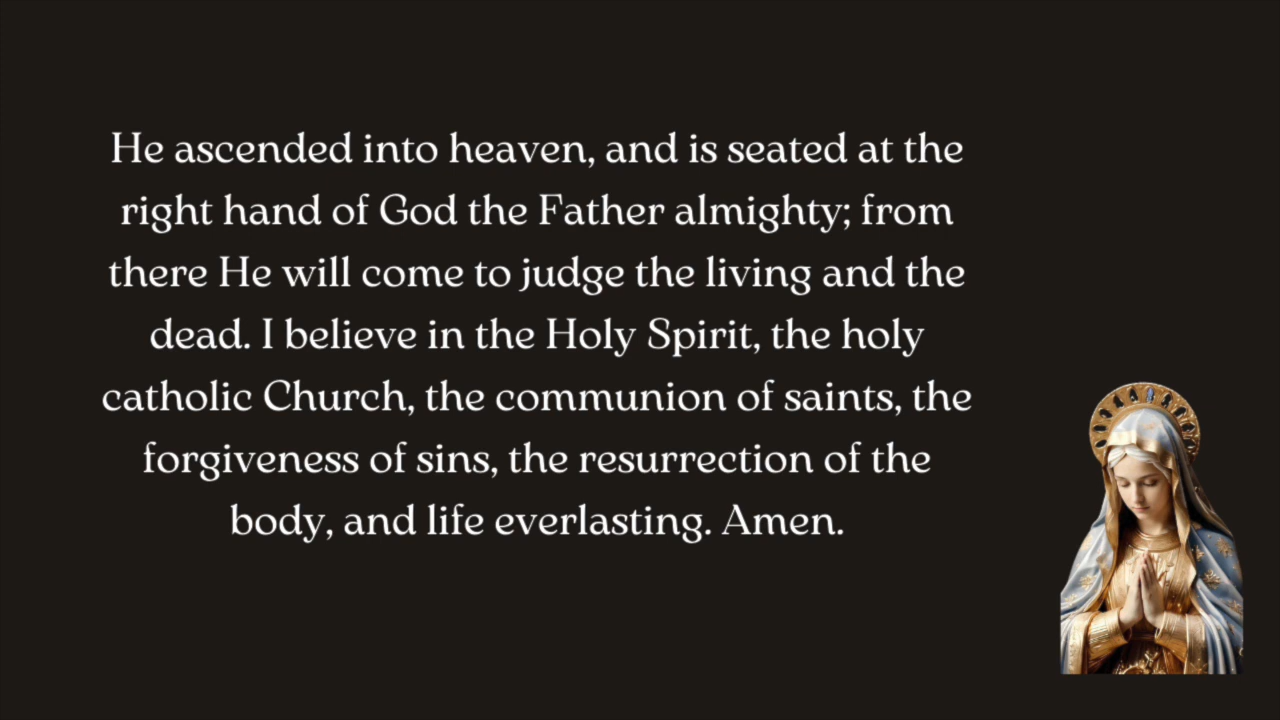 He ascended into heaven, and is seated at the
right hand of God the Father almighty; from
there He will come to judge the living and the
dead. I believe in the Holy Spirit, the holy
catholic Church, the communion of saints, the
forgiveness of sins, the resurrection of the
body, and life everlasting. Amen.